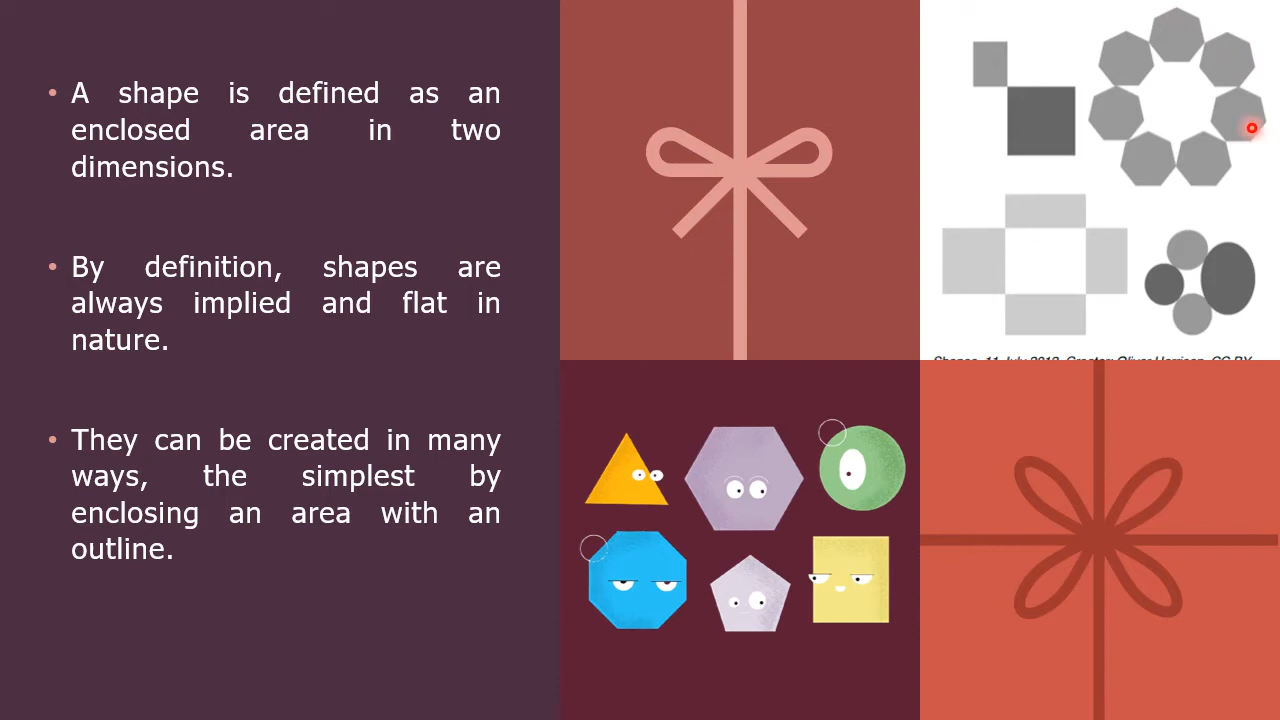 A shape is defined as an
enclosed area in two
dimensions.
By definition, shapes are
always implied and flat in
nature.
They can be created in many
ways, the simplest by
enclosing an area with an
outline.